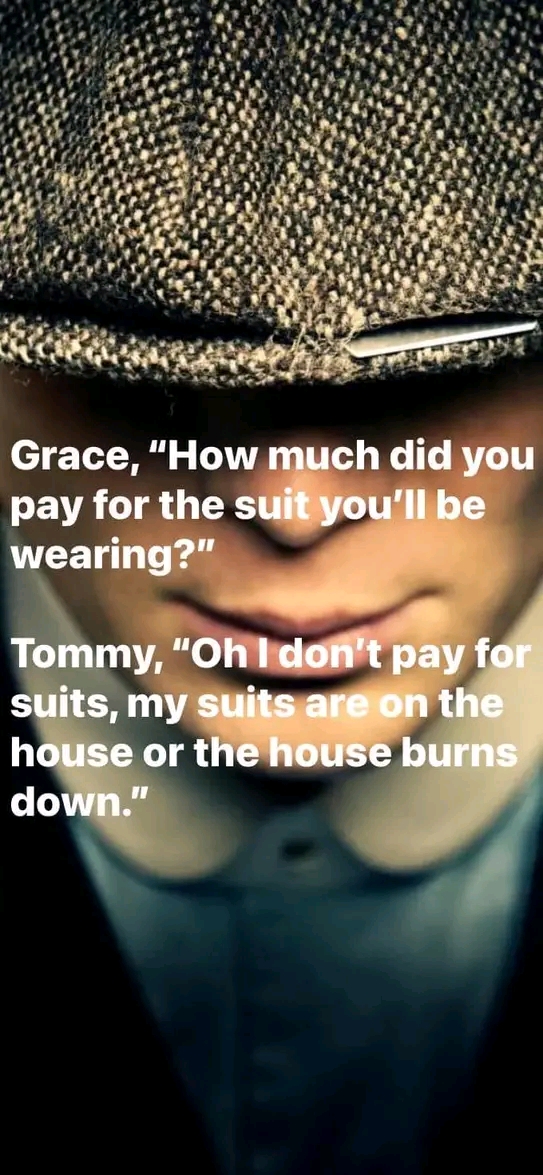 Grace, “How much did you
pay for the suit you’ll be
wearing?”
Tommy, “Oh I don’t pay for
suits, my suits are on the
house or the house burns
down.”